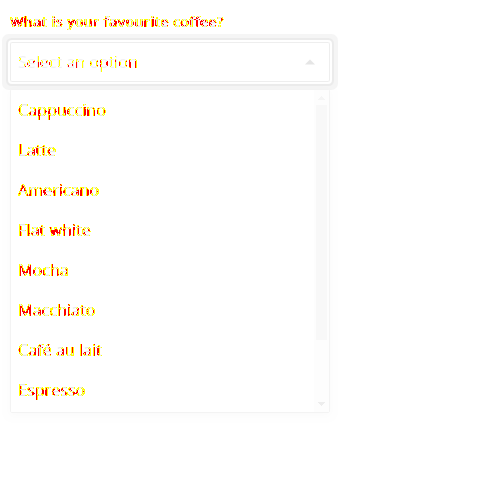 What is your favourite coffee?
Select an option
Cappuccino
Latte
Americano
Flat white
Mocha
Macchiato
Café au lait
Espresso